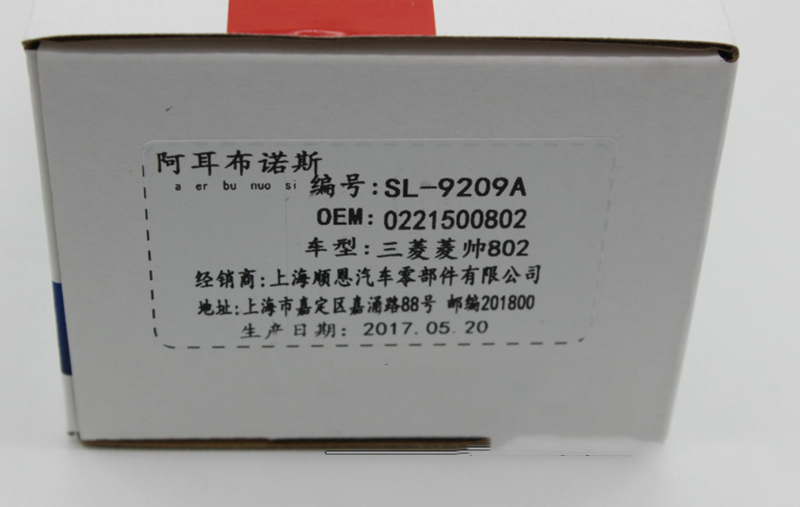 阿耳布诺斯
a er bu nuo si
编号:SL-9209A
OEM: 0221500802
车型:三菱菱帅802
经销商:上海顺恩汽车零部件有限公司
地址:上海市嘉定区嘉涌路88号 邮编201800
生产日期: 2017.05.20